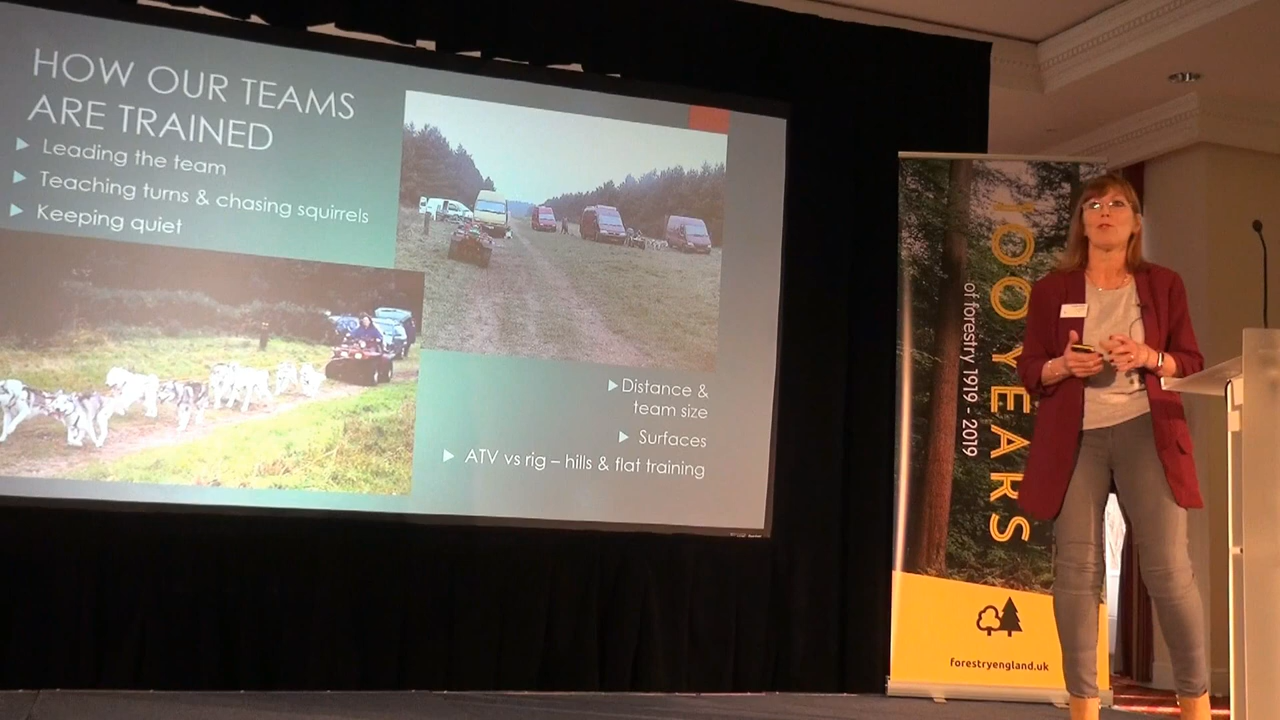 HOW OUR TEAMS
ARE TRAINED
Leading the team
Teaching turns & chasing squirrels
Keeping quiet
Distance &
team size
Surfaces
ATV vs rig – hills & flat training
100 YEARS
of forestry 1919 - 2019
forestryengland.uk